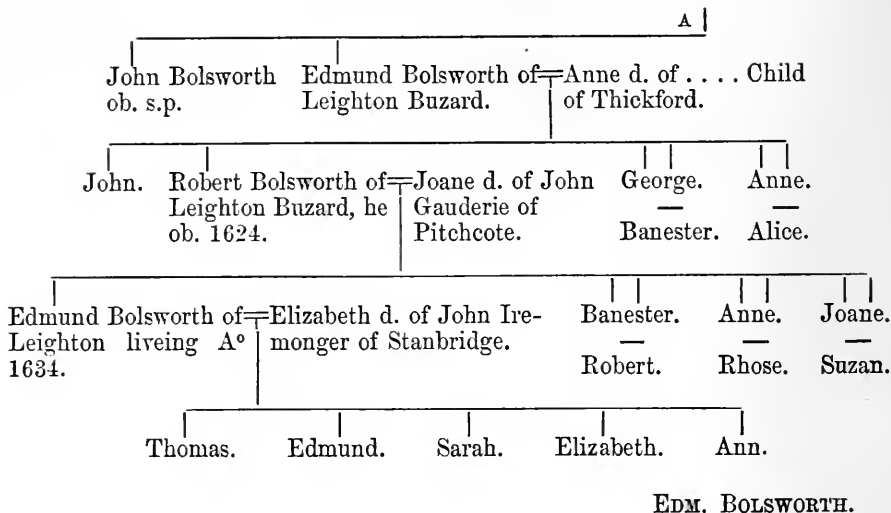 A
John Bolsworth
ob. s.p.
Edmund Bolsworth of
Leighton Buzard.
Anne d. of .... Child
of Thickford.
John.
Robert Bolsworth of
Leighton Buzard, he
ob. 1624.
Joane d. of John
Gauderie of
Pitchcote.
George.
Banester.
Anne.
Alice.
Edmund Bolsworth of
Leighton liveing Aº
1634.
Elizabeth d. of John Ire-
monger of Stanbridge.
Banester.
Robert.
Anne.
Rhose.
Joane.
Suzan.
Thomas.
Edmund.
Sarah.
Elizabeth.
Ann.
EDM. BOLSWORTH.